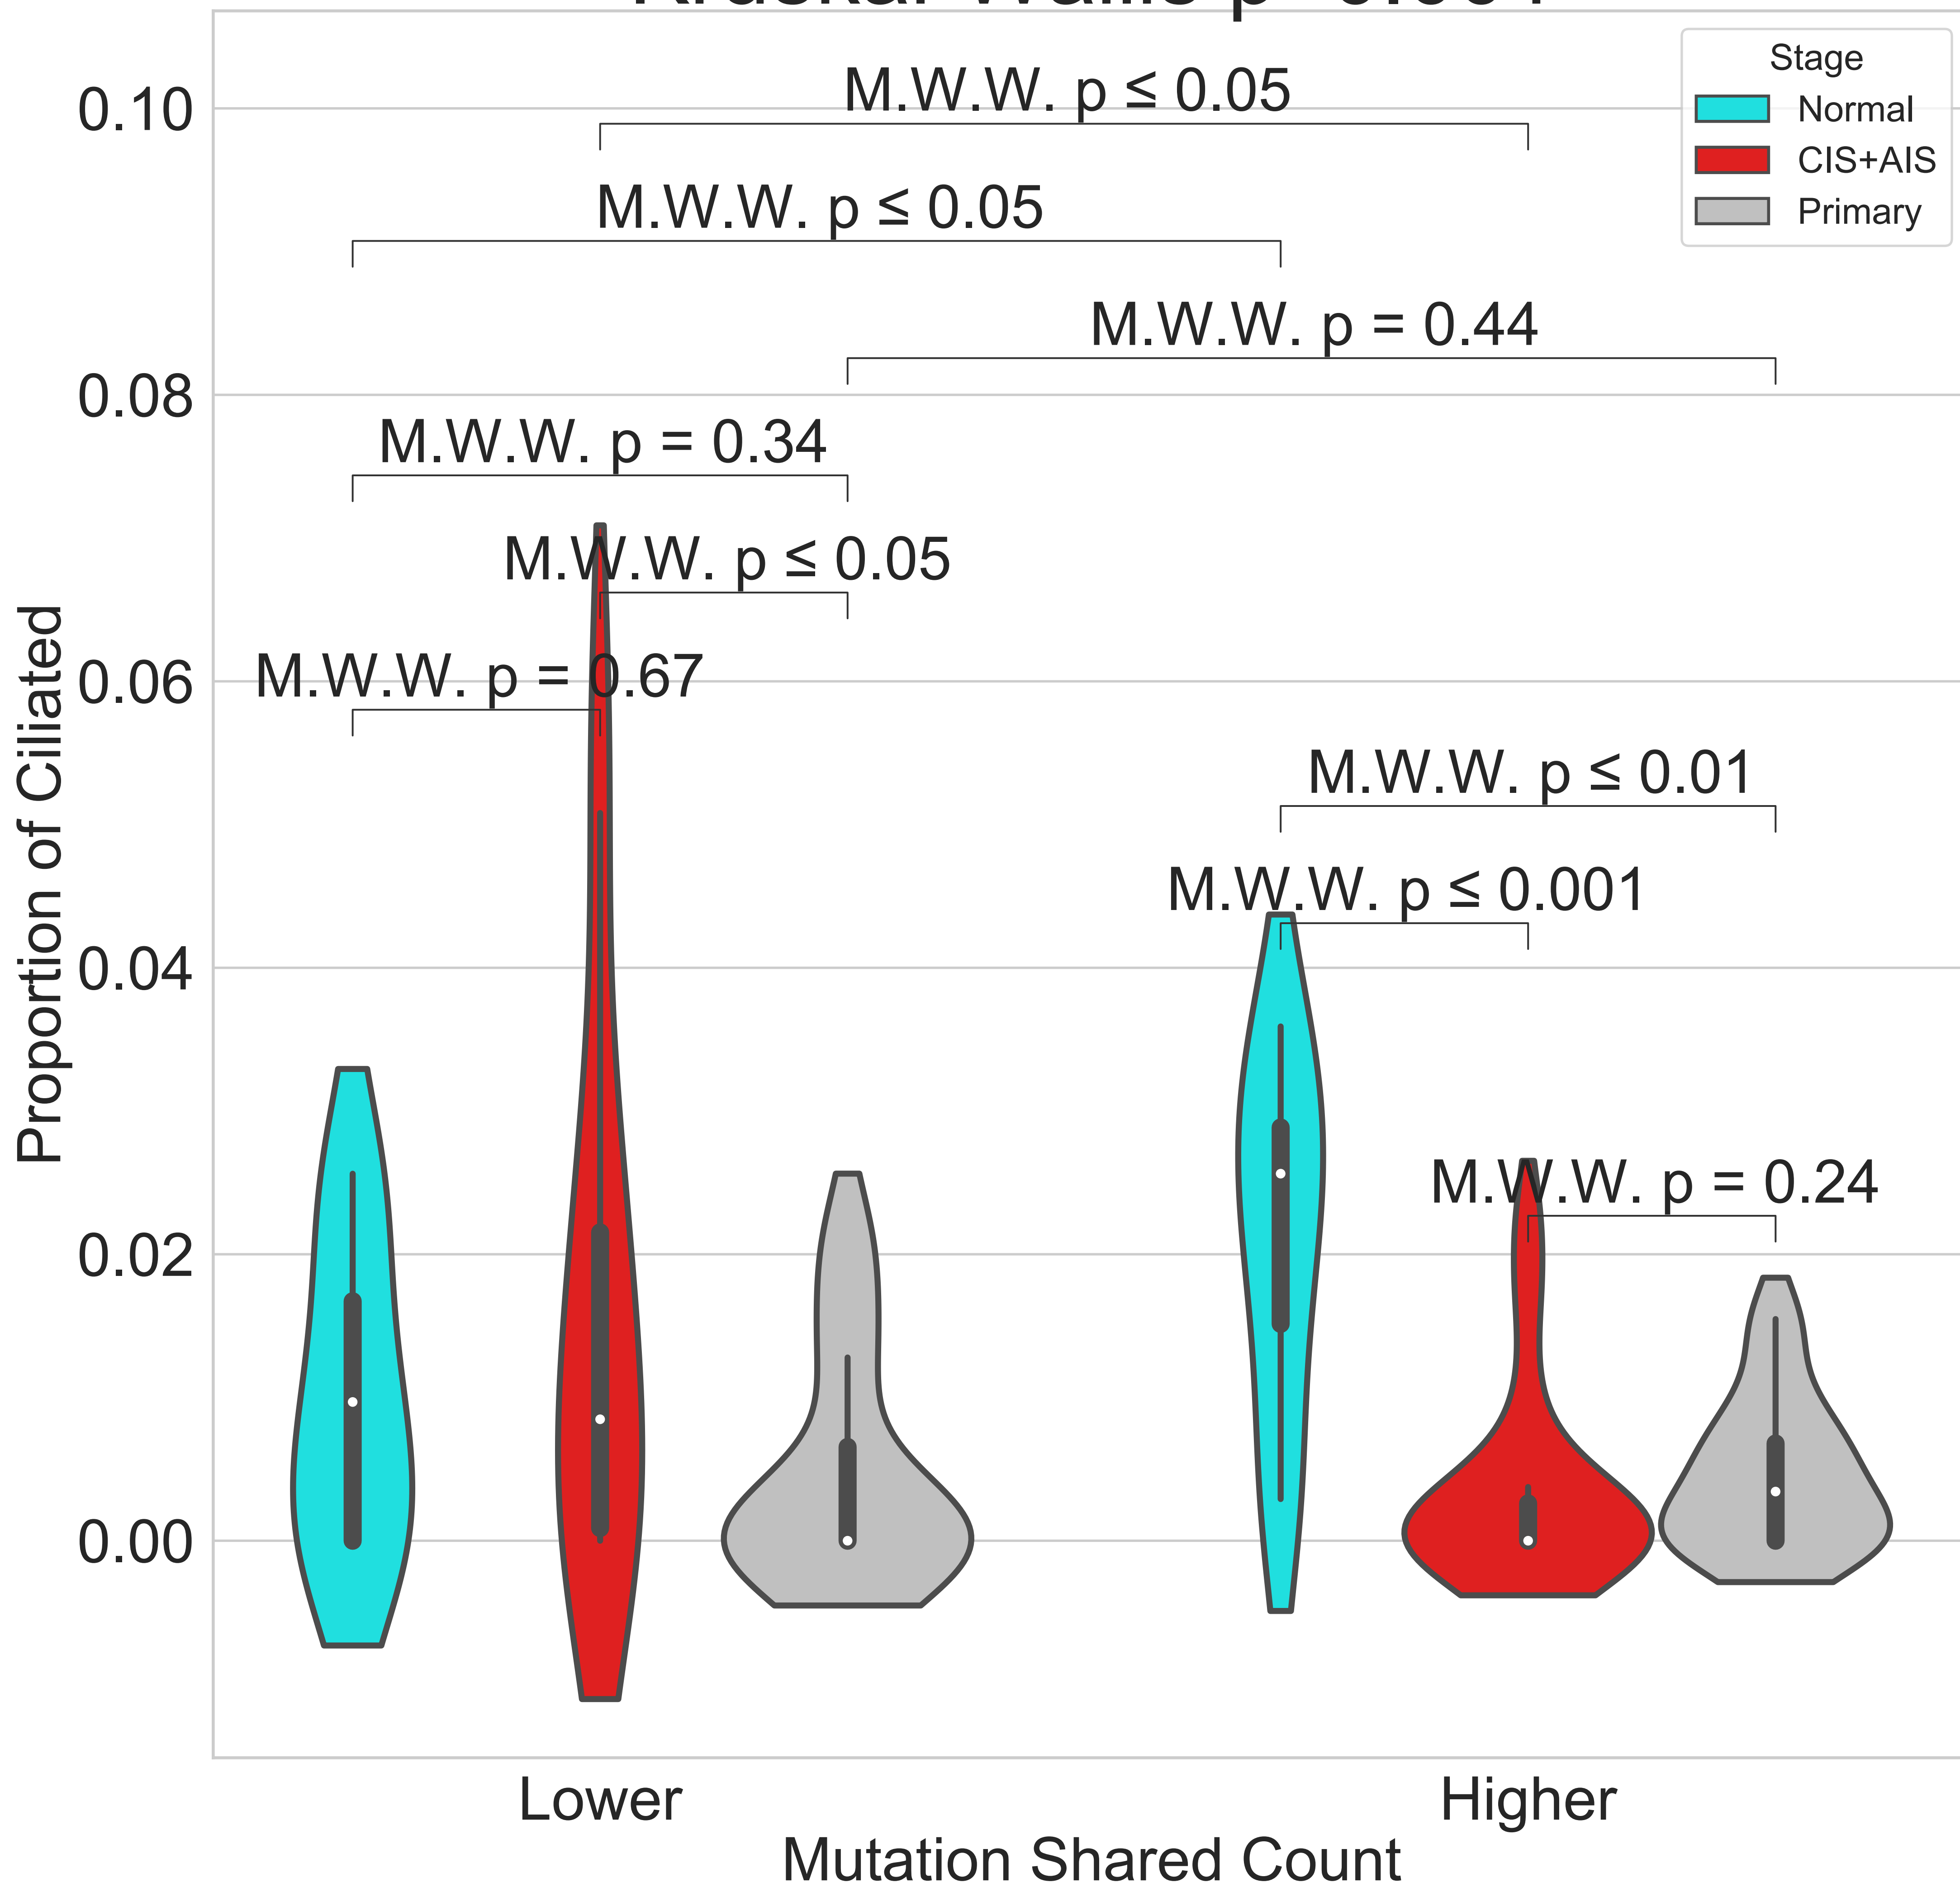 Stage
Normal
CIS+AIS
Primary
M.W.W. p ≤ 0.05
M.W.W. p ≤ 0.05
M.W.W. p = 0.44
M.W.W. p = 0.34
M.W.W. p ≤ 0.05
M.W.W. p = 0.67
M.W.W. p ≤ 0.01
M.W.W. p ≤ 0.001
M.W.W. p = 0.24
0.10
0.08
0.06
0.04
0.02
0.00
Proportion of Ciliated
Lower
Higher
Mutation Shared Count